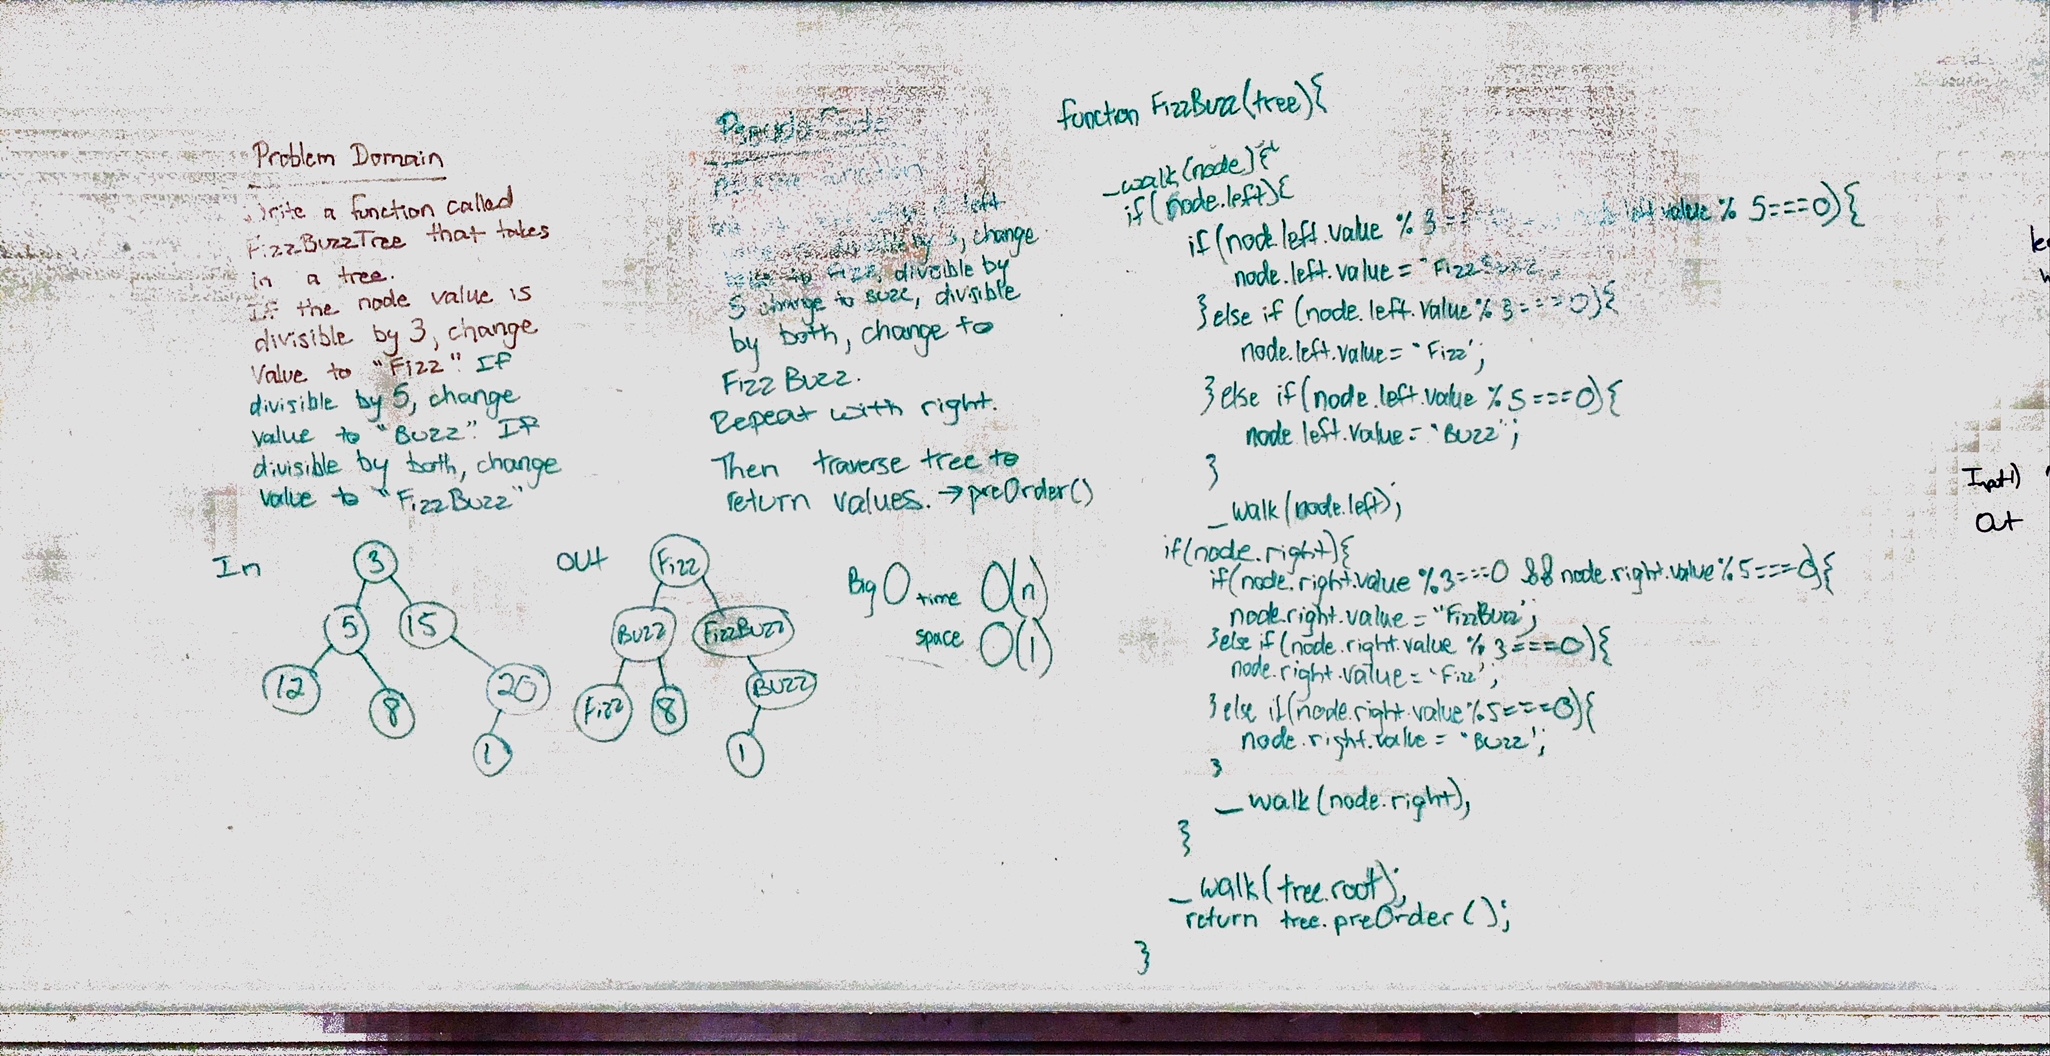 Problem Domain
Write a function called
FizzBuzzTree that takes
in a tree.
If the node value is
divisible by 3, change
value to "Fizz". If
divisible by 5, change
value to "Buzz". If
divisible by both, change
value to "FizzBuzz"
In
3
5
15
12
8
20
1
left
by 3, change
to Fizz, divisible by
5 change to buzz, divisible
by both, change to
FizzBuzz.
Repeat with right.
Then traverse tree to
return values. → preOrder()
OUT
Fizz
Buzz
FizzBuzz
Fizz
8
Buzz
1
Big O time O(n)
space O(1)
function FizzBuzz(tree){
_walk(node){
if(node.left){
if(node.left.value % 3== left.value % 5===0){
node.left.value = "Fizz
}else if (node.left.value % 3===0){
node.left.value= "Fizz";
}else if(node.left.value %5===0){
node.left.value= "Buzz";
}
_walk(node.left);
if(node.right){
if(node.right.value %3===0 && node.right.value%5===0){
node.right.value = "FizzBuzz";
}else if(node.right.value % 3===0){
node.right.value = "Fizz";
}else if(node.right.value%5===0){
node.right.value = "Buzz";
}
_walk(node.right);
}
_walk(tree.root);
return tree.preOrder();
}
Input)
Out